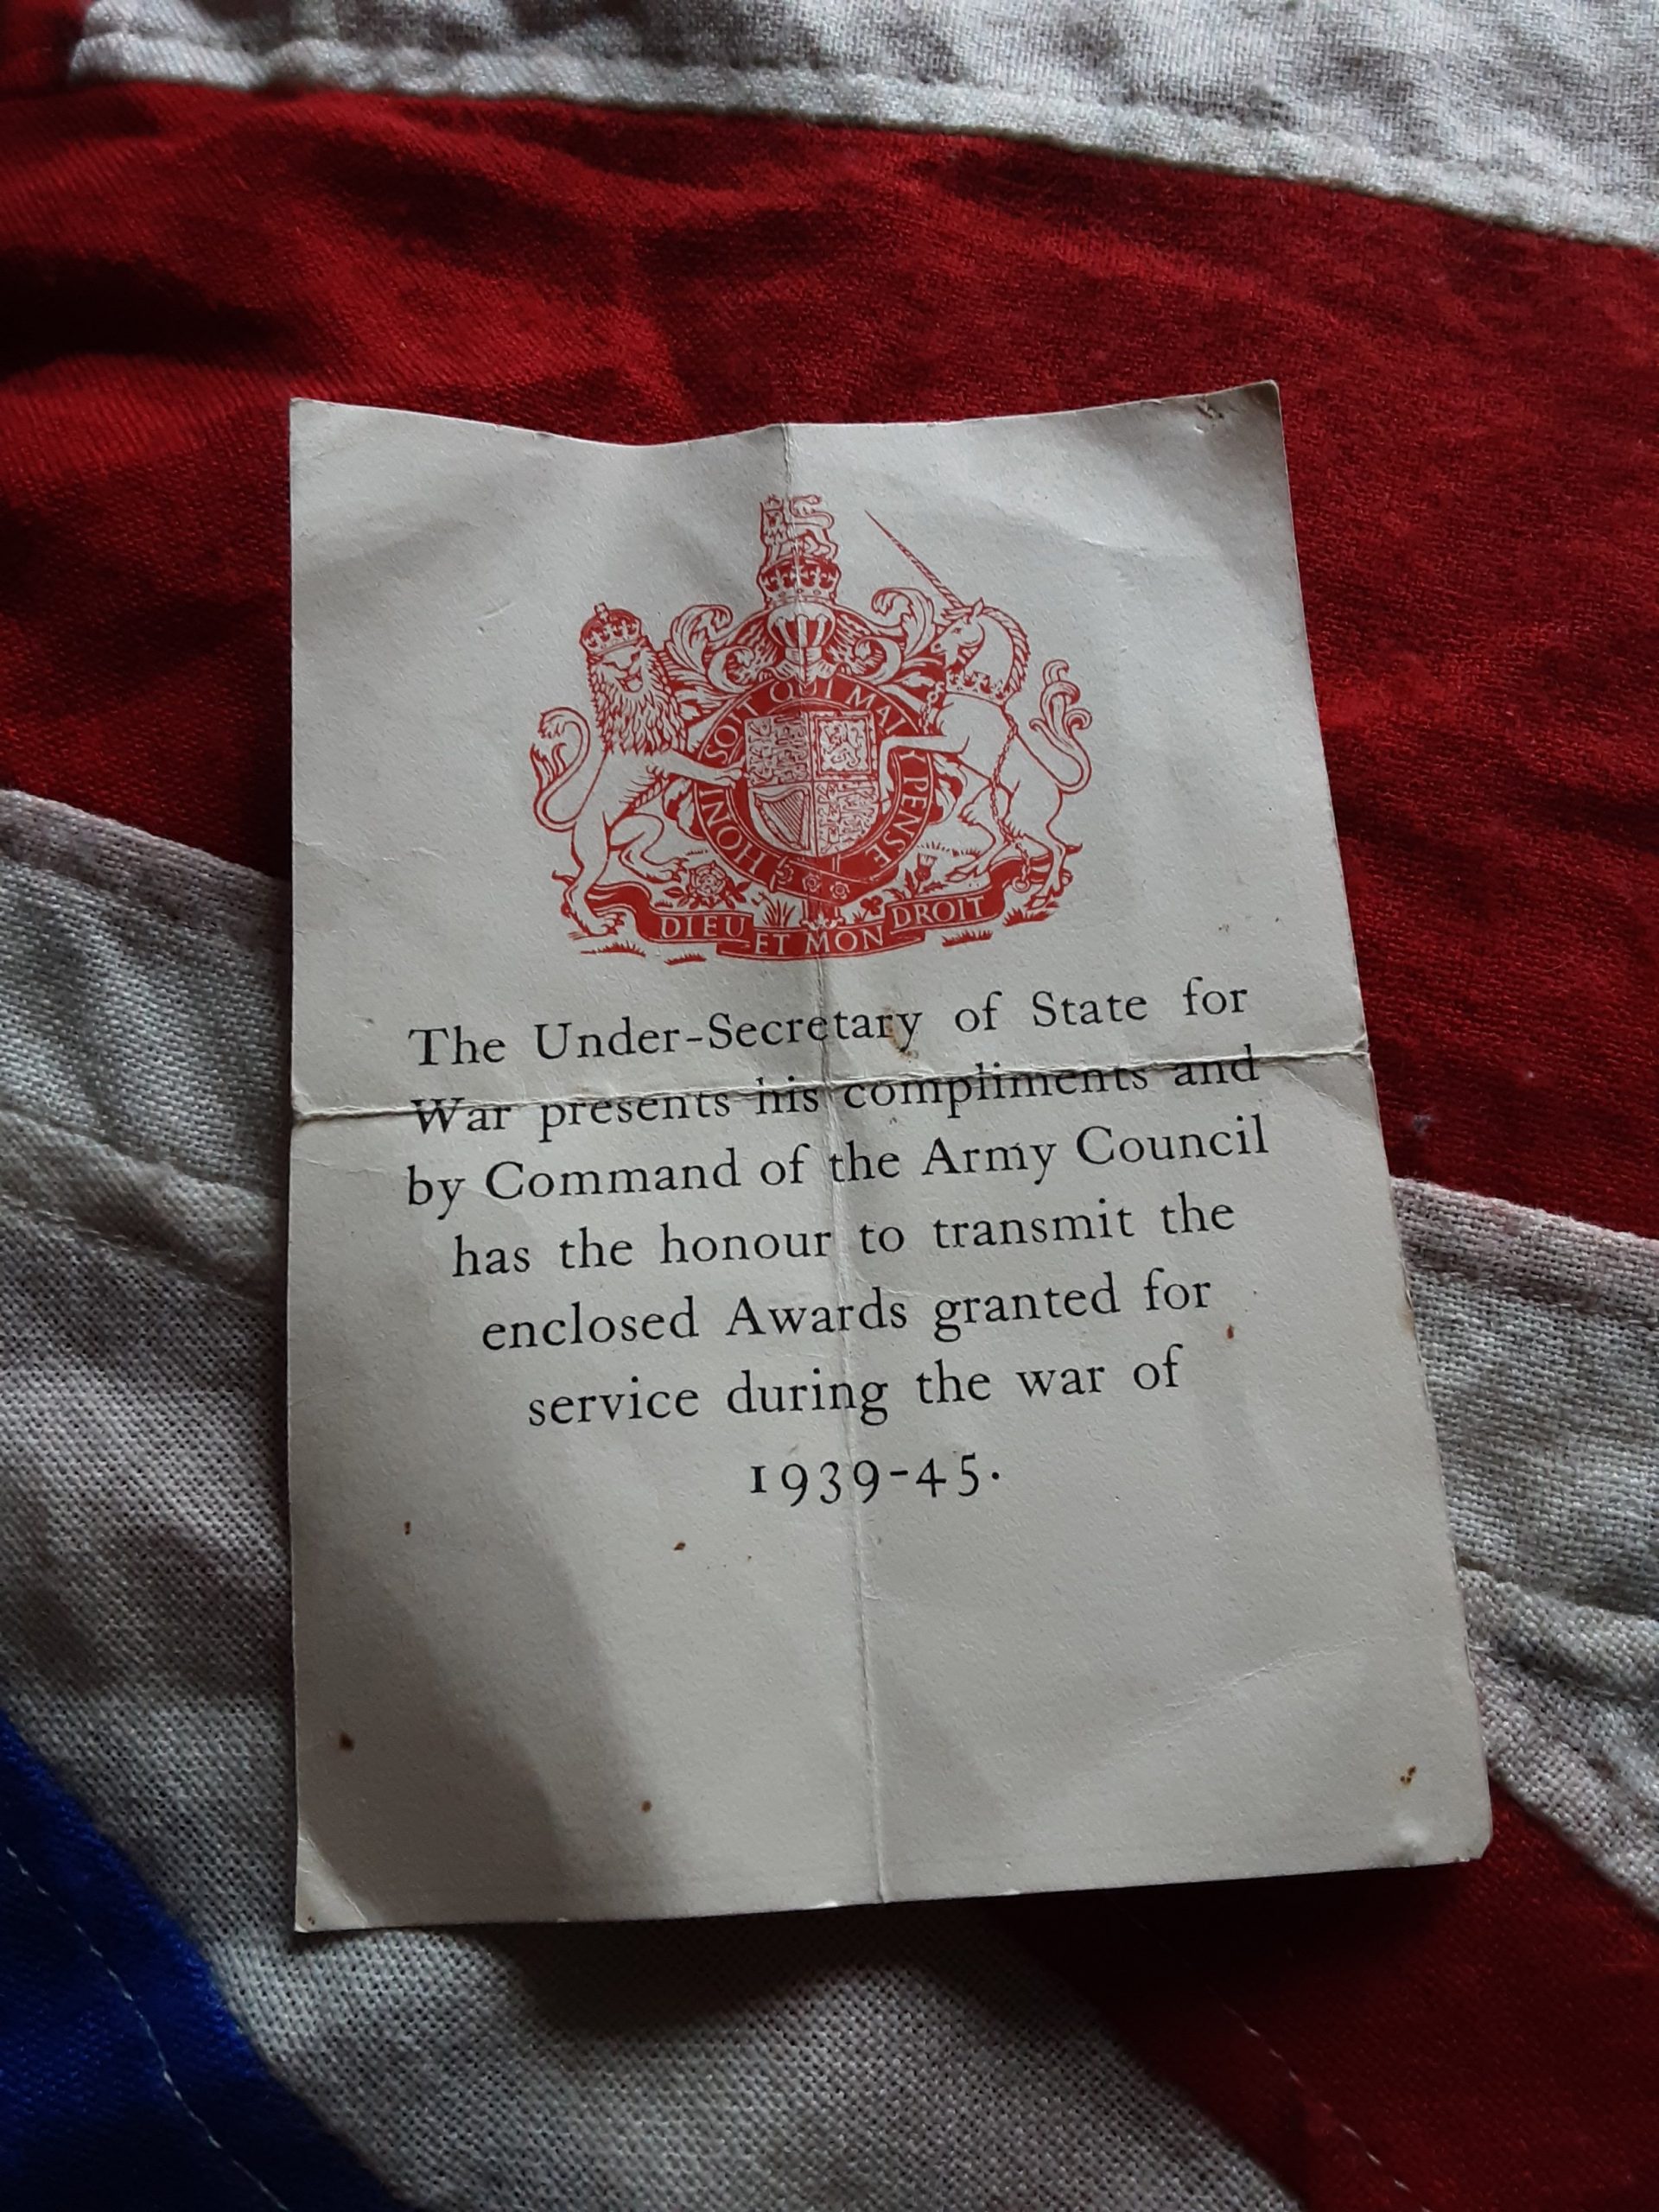 HONI SOIT QUI MAL Y PENSE
DIEU ET MON DROIT
The Under-Secretary of State for
War presents his compliments and
by Command of the Army Council
has the honour to transmit the
enclosed Awards granted for
service during the war of
1939-45.